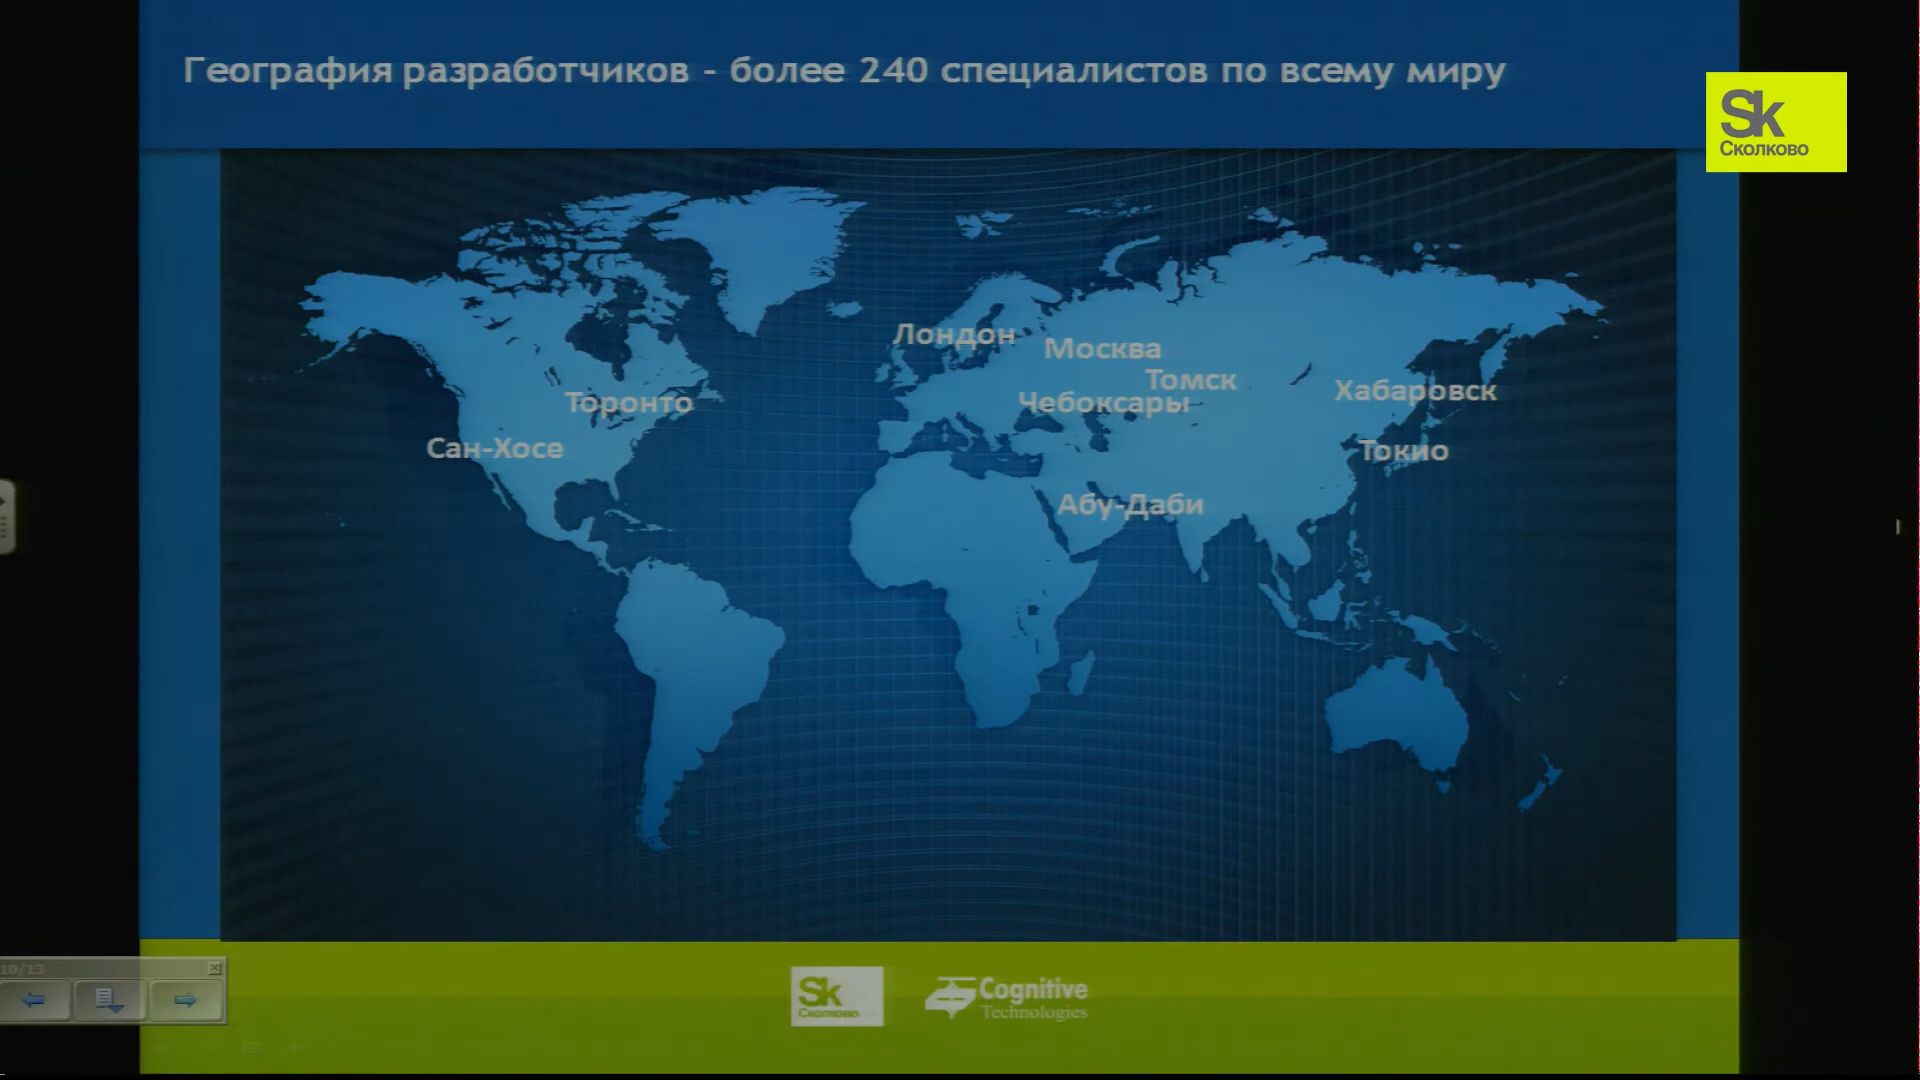 География разработчиков - более 240 специалистов по всему миру
Sk
Сколково
Лондон
Москва
Томск
Хабаровск
Торонто
Чебоксары
Сан-Хосе
Токио
Абу-Даби
10/13
Sk
Сколково
Cognitive
Technologies